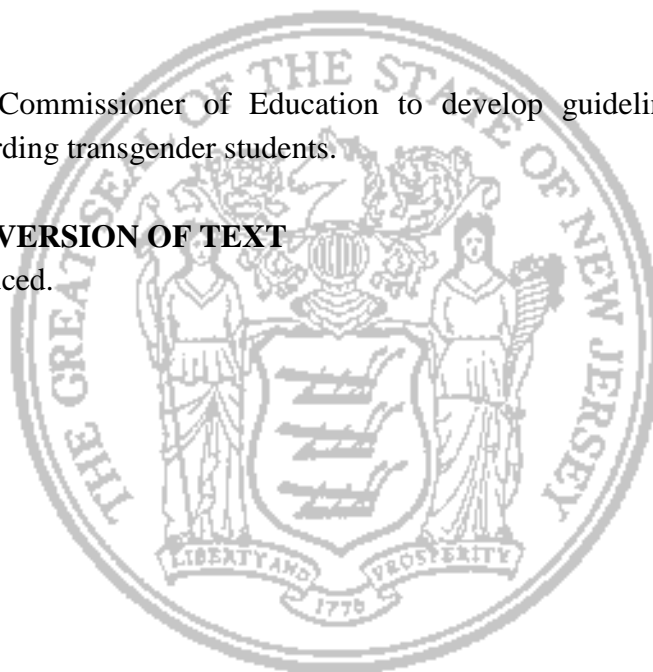 Commissioner of Education to develop guidelin
rding transgender students.
VERSION OF TEXT
ced.
THE GREAT SEAL OF THE STATE OF NEW JERSEY
LIBERTY AND PROSPERITY
1776